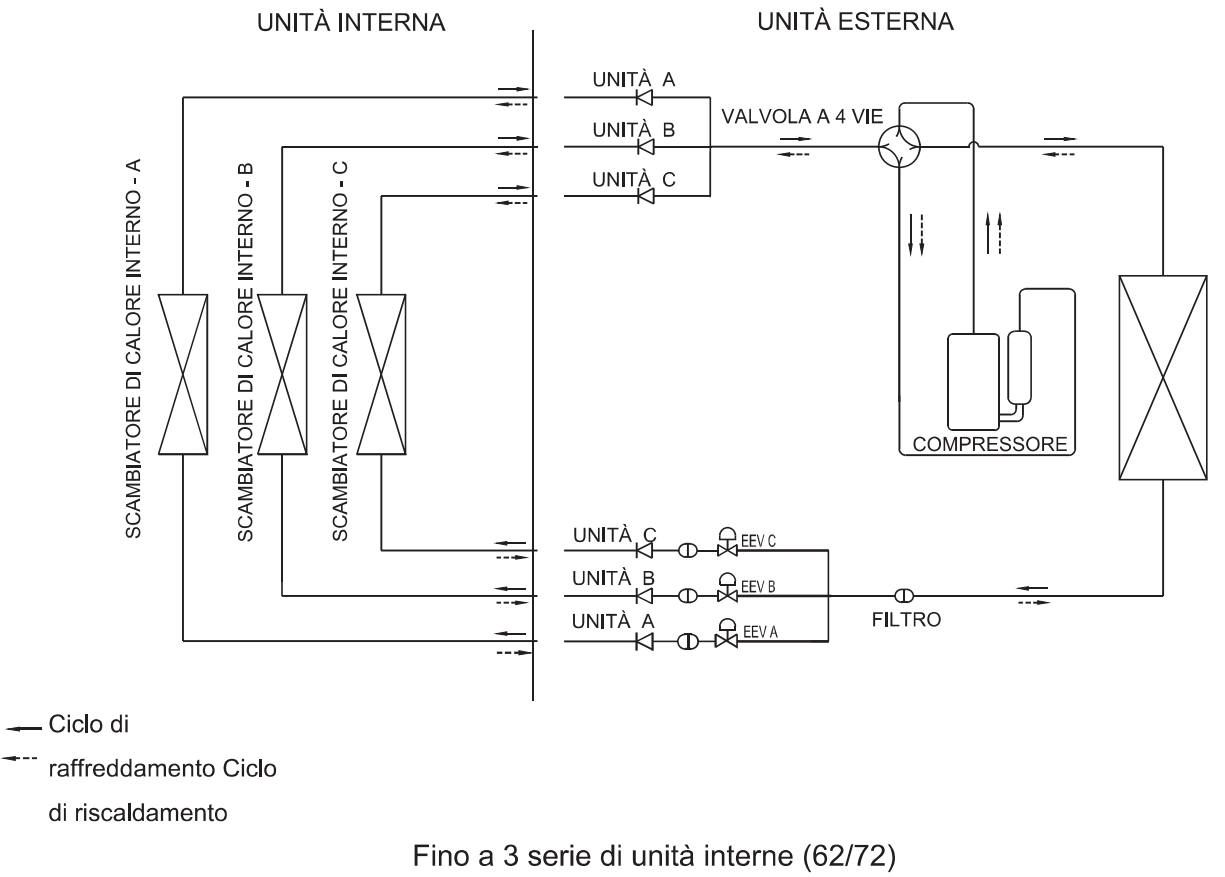 UNITÀ INTERNA
UNITÀ ESTERNA
UNITÀ A
UNITÀ B
UNITÀ C
VALVOLA A 4 VIE
SCAMBIATORE DI CALORE INTERNO - A
SCAMBIATORE DI CALORE INTERNO - B
SCAMBIATORE DI CALORE INTERNO - C
COMPRESSORE
UNITÀ C
EEV C
UNITÀ B
EEV B
UNITÀ A
EEV A
FILTRO
Ciclo di
raffreddamento Ciclo
di riscaldamento
Fino a 3 serie di unità interne (62/72)